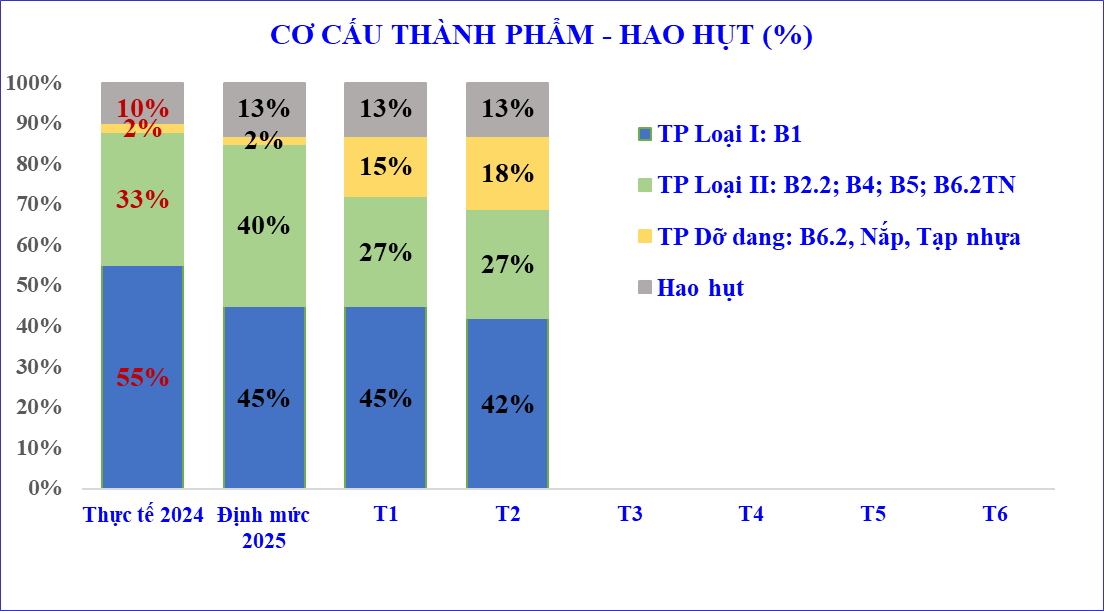 CƠ CẤU THÀNH PHẨM - HAO HỤT (%)
100%
90%
80%
70%
60%
50%
40%
30%
20%
10%
0%
10%
2%
33%
55%
13%
2%
40%
45%
13%
15%
27%
45%
13%
18%
27%
42%
Thực tế 2024
Định mức
2025
T1
T2
T3
T4
T5
T6
TP Loại I: B1
TP Loại II: B2.2; B4; B5; B6.2TN
TP Dỡ dang: B6.2, Nắp, Tạp nhựa
Hao hụt